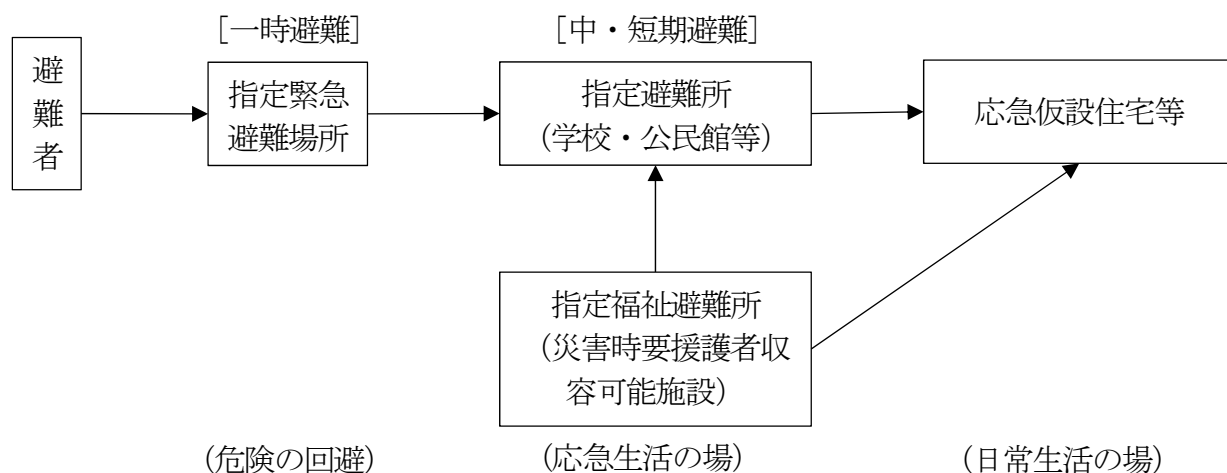 [一時避難]
[中・短期避難]
避
難
者
指定緊急
避難場所
指定避難所
(学校・公民館等)
応急仮設住宅等
指定福祉避難所
(災害時要援護者収
容可能施設)
(危険の回避)
(応急生活の場)
(日常生活の場)